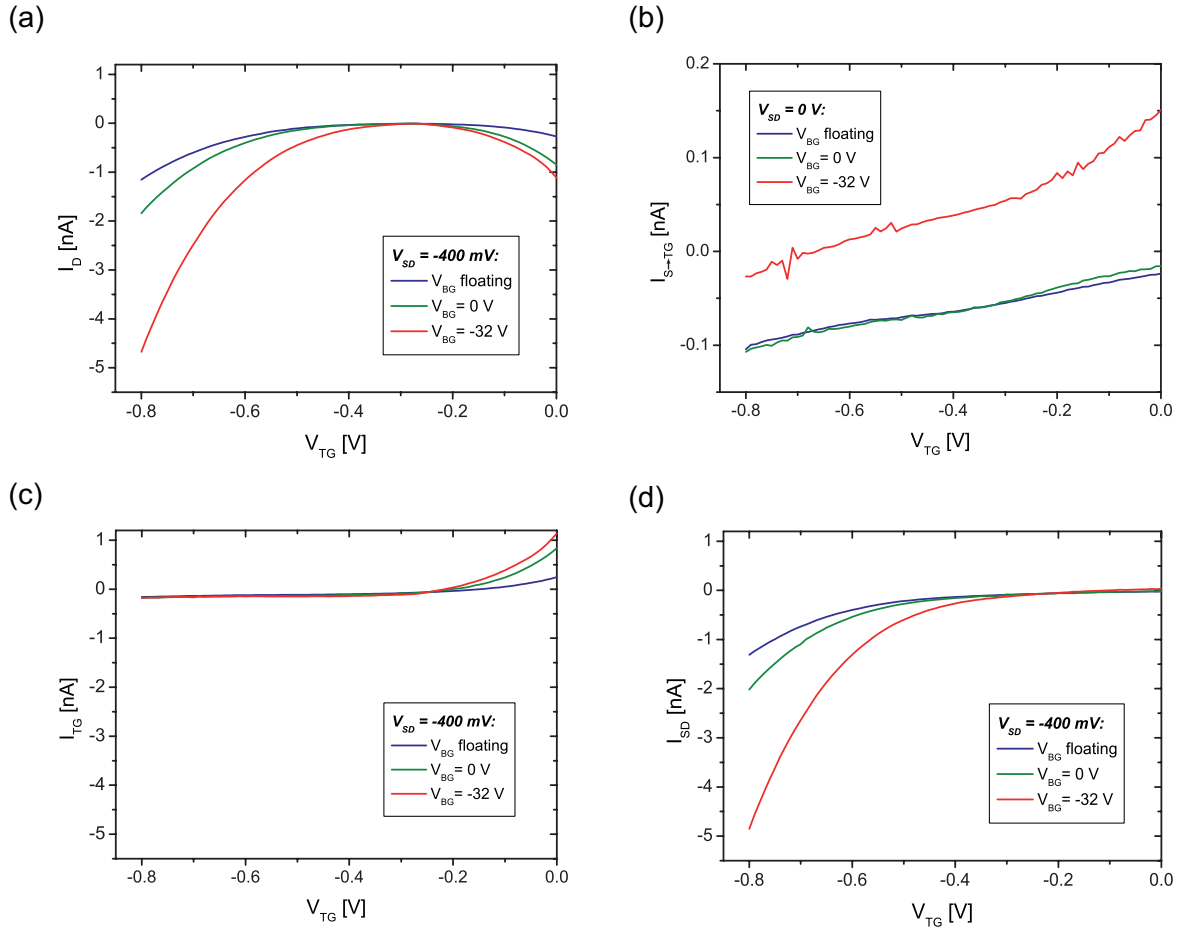 (a)
1
0
-1
-2
-3
-4
-5
I_D [nA]
V_SD = -400 mV:
V_BG floating
V_BG = 0 V
V_BG = -32 V
-0.8 -0.6 -0.4 -0.2 0.0
V_TG [V]
(b)
0.2
0.1
0.0
-0.1
I_S→TG [nA]
V_SD = 0 V:
V_BG floating
V_BG = 0 V
V_BG = -32 V
-0.8 -0.6 -0.4 -0.2 0.0
V_TG [V]
(c)
1
0
-1
-2
-3
-4
-5
I_TG [nA]
V_SD = -400 mV:
V_BG floating
V_BG = 0 V
V_BG = -32 V
-0.8 -0.6 -0.4 -0.2 0.0
V_TG [V]
(d)
1
0
-1
-2
-3
-4
-5
I_SD [nA]
V_SD = -400 mV:
V_BG floating
V_BG = 0 V
V_BG = -32 V
-0.8 -0.6 -0.4 -0.2 0.0
V_TG [V]